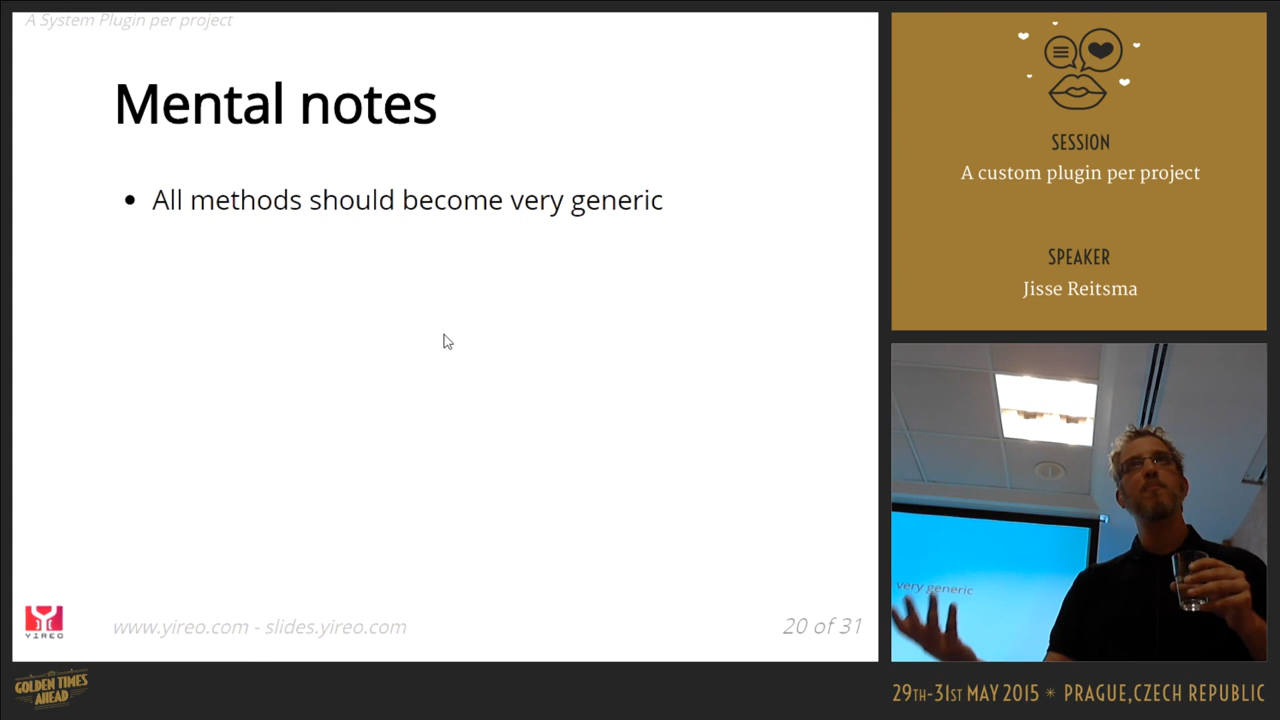 A System Plugin per project
Mental notes
All methods should become very generic
YIREO
www.yireo.com - slides.yireo.com
20 of 31
SESSION
A custom plugin per project
SPEAKER
Jisse Reitsma
very generic
GOLDEN TIMES
AHEAD
29TH-31ST MAY 2015 * PRAGUE,CZECH REPUBLIC